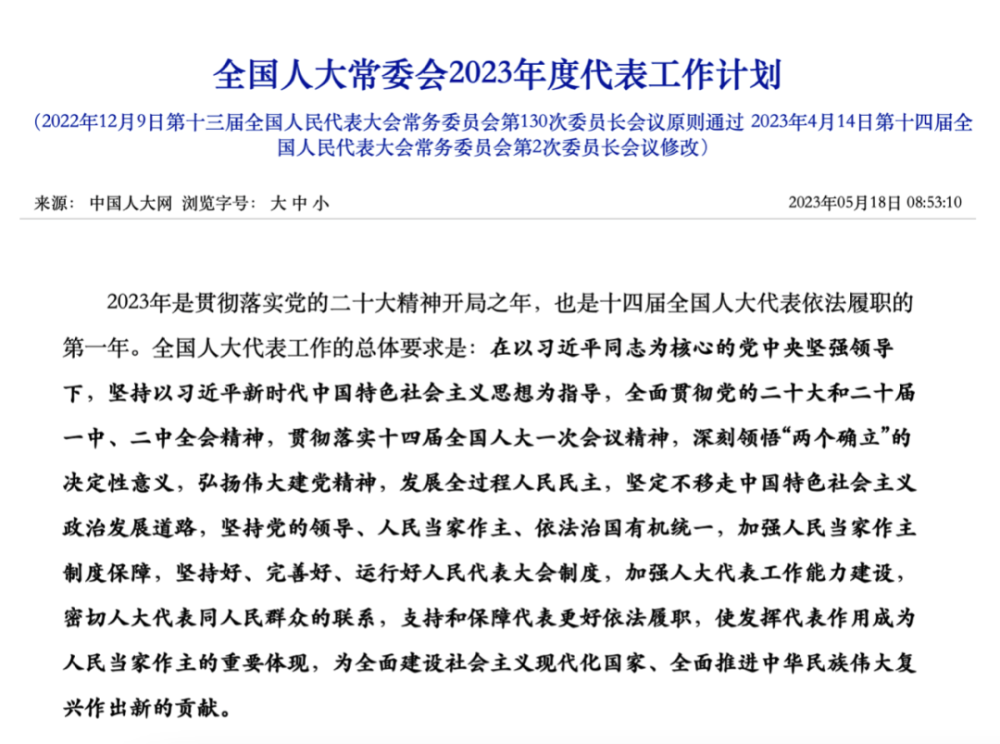 全国人大常委会2023年度代表工作计划
（2022年12月9日第十三届全国人民代表大会常务委员会第130次委员长会议原则通过 2023年4月14日第十四届全
国人民代表大会常务委员会第2次委员长会议修改）
来源： 中国人大网 浏览字号： 大 中 小 2023年05月18日 08:53:10
2023年是贯彻落实党的二十大精神开局之年，也是十四届全国人大代表依法履职的
第一年。全国人大代表工作的总体要求是：在以习近平同志为核心的党中央坚强领导
下，坚持以习近平新时代中国特色社会主义思想为指导，全面贯彻党的二十大和二十届
一中、二中全会精神，贯彻落实十四届全国人大一次会议精神，深刻领悟“两个确立”的
决定性意义，弘扬伟大建党精神，发展全过程人民民主，坚定不移走中国特色社会主义
政治发展道路，坚持党的领导、人民当家作主、依法治国有机统一，加强人民当家作主
制度保障，坚持好、完善好、运行好人民代表大会制度，加强人大代表工作能力建设，
密切人大代表同人民群众的联系，支持和保障代表更好依法履职，使发挥代表作用成为
人民当家作主的重要体现，为全面建设社会主义现代化国家、全面推进中华民族伟大复
兴作出新的贡献。